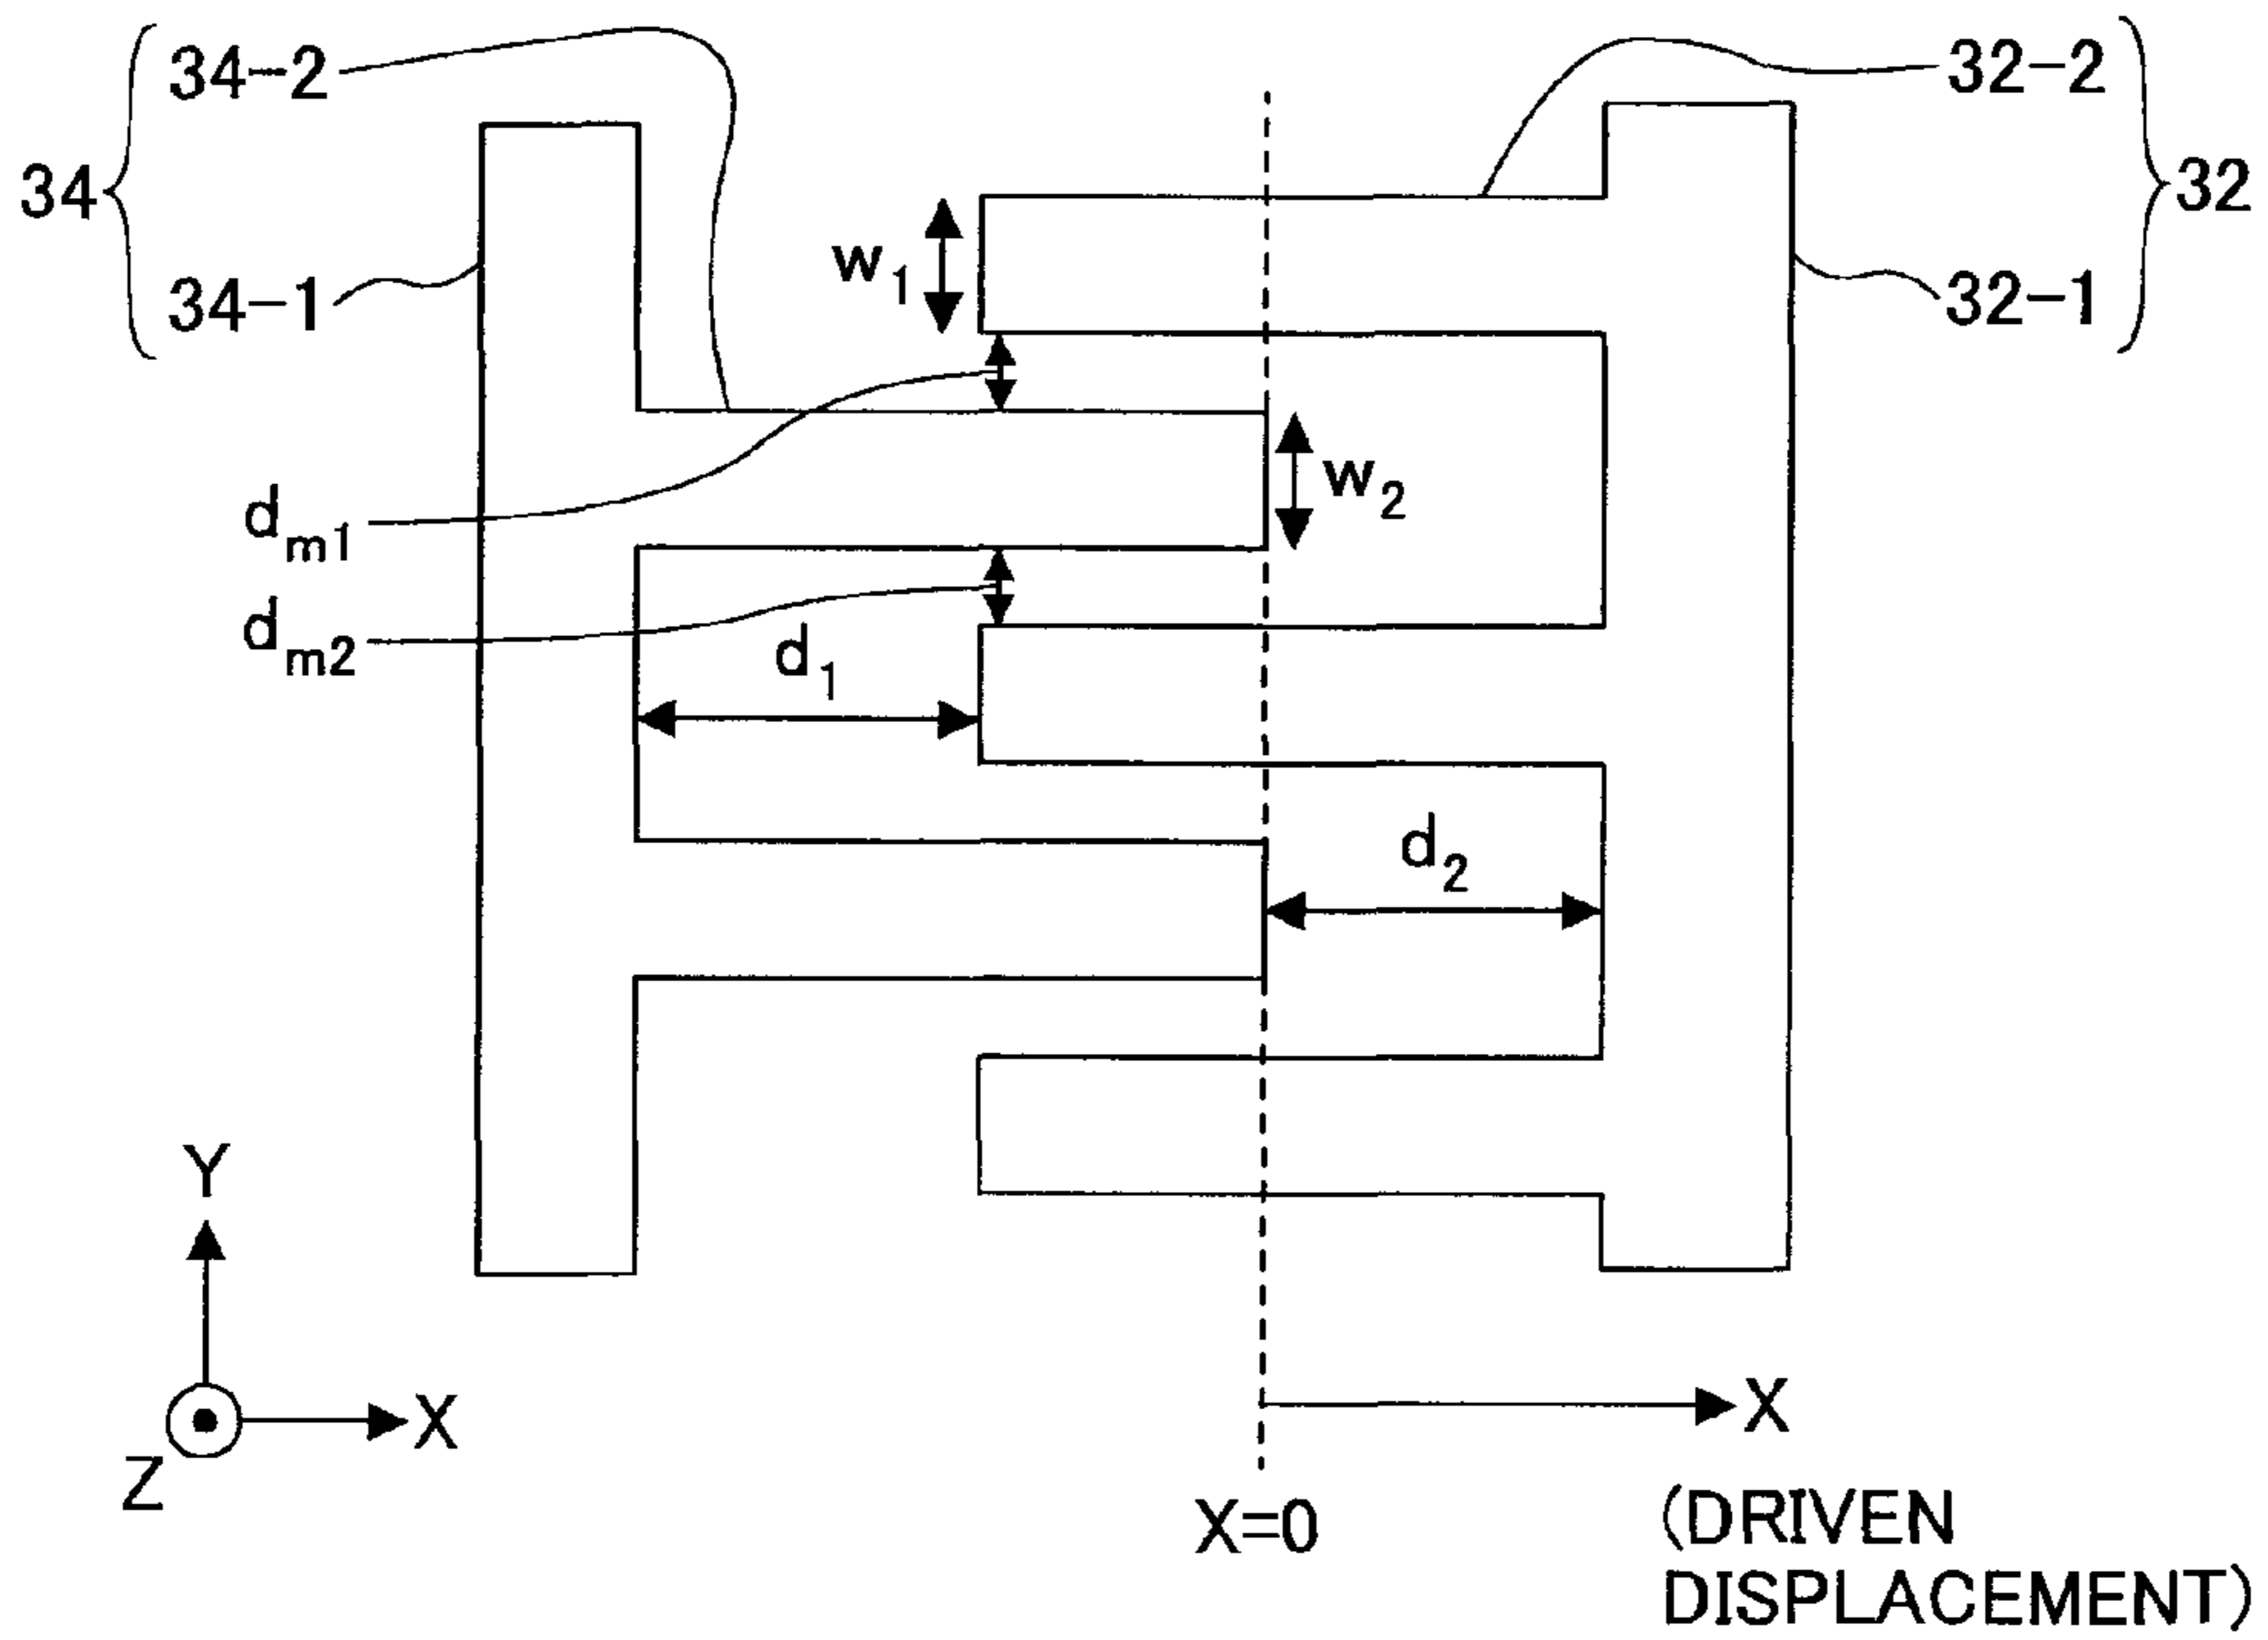 34-2
32-2
34
32
34-1
32-1
w1
w2
dm1
dm2
d1
d2
Y
X
Z
X
X=0
(DRIVEN
DISPLACEMENT)